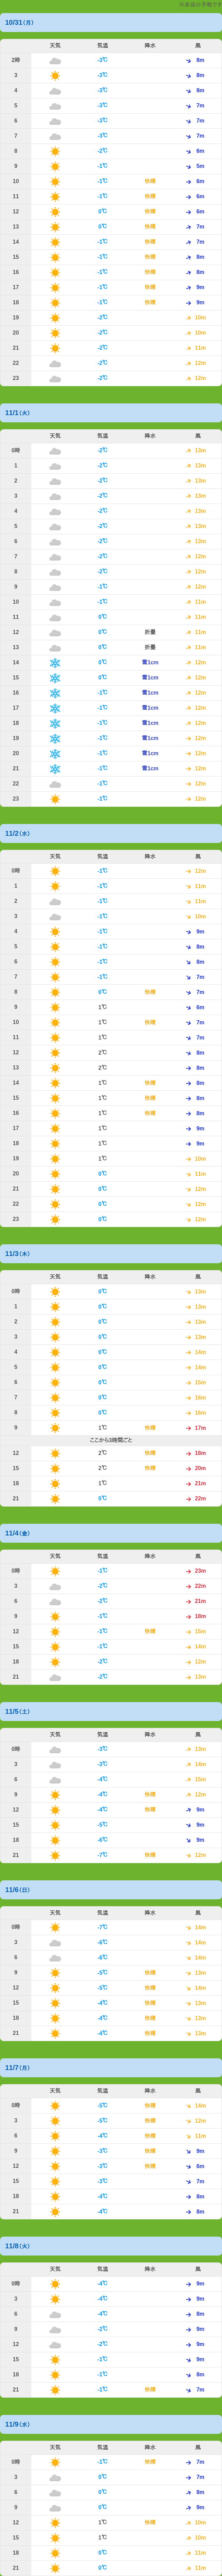 ※食品の予報です
10/31(月)
天気 気温 降水 風
2時 -3℃ 8m
3 -3℃ 8m
4 -3℃ 8m
5 -3℃ 7m
6 -3℃ 7m
7 -3℃ 7m
8 -2℃ 6m
9 -1℃ 5m
10 -1℃ 快晴 6m
11 -1℃ 快晴 6m
12 0℃ 快晴 6m
13 0℃ 快晴 7m
14 -1℃ 快晴 7m
15 -1℃ 快晴 8m
16 -1℃ 快晴 8m
17 -1℃ 快晴 9m
18 -1℃ 快晴 9m
19 -2℃ 10m
20 -2℃ 10m
21 -2℃ 11m
22 -2℃ 12m
23 -2℃ 12m
11/1(火)
天気 気温 降水 風
0時 -2℃ 13m
1 -2℃ 13m
2 -2℃ 13m
3 -2℃ 13m
4 -2℃ 13m
5 -2℃ 13m
6 -2℃ 13m
7 -2℃ 12m
8 -2℃ 12m
9 -1℃ 12m
10 -1℃ 11m
11 0℃ 11m
12 0℃ 折曇 11m
13 0℃ 折曇 11m
14 0℃ 雪1cm 12m
15 0℃ 雪1cm 12m
16 -1℃ 雪1cm 12m
17 -1℃ 雪1cm 12m
18 -1℃ 雪1cm 12m
19 -1℃ 雪1cm 12m
20 -1℃ 雪1cm 12m
21 -1℃ 雪1cm 12m
22 -1℃ 12m
23 -1℃ 12m
11/2(水)
天気 気温 降水 風
0時 -1℃ 12m
1 -1℃ 11m
2 -1℃ 11m
3 -1℃ 10m
4 -1℃ 9m
5 -1℃ 8m
6 -1℃ 8m
7 -1℃ 7m
8 0℃ 快晴 7m
9 1℃ 6m
10 1℃ 快晴 7m
11 1℃ 7m
12 2℃ 8m
13 2℃ 8m
14 1℃ 快晴 8m
15 1℃ 快晴 8m
16 1℃ 快晴 8m
17 1℃ 9m
18 1℃ 9m
19 1℃ 10m
20 0℃ 11m
21 0℃ 12m
22 0℃ 12m
23 0℃ 12m
11/3(木)
天気 気温 降水 風
0時 0℃ 13m
1 0℃ 13m
2 0℃ 13m
3 0℃ 13m
4 0℃ 14m
5 0℃ 14m
6 0℃ 15m
7 0℃ 16m
8 0℃ 16m
9 1℃ 快晴 17m
ここから3時間ごと
12 2℃ 快晴 18m
15 2℃ 快晴 20m
18 1℃ 21m
21 0℃ 22m
11/4(金)
天気 気温 降水 風
0時 -1℃ 23m
3 -2℃ 22m
6 -2℃ 21m
9 -1℃ 18m
12 -1℃ 快晴 15m
15 -1℃ 14m
18 -2℃ 12m
21 -2℃ 13m
11/5(土)
天気 気温 降水 風
0時 -3℃ 13m
3 -3℃ 14m
6 -4℃ 15m
9 -4℃ 快晴 12m
12 -4℃ 快晴 9m
15 -5℃ 9m
18 -6℃ 9m
21 -7℃ 快晴 12m
11/6(日)
天気 気温 降水 風
0時 -7℃ 14m
3 -6℃ 14m
6 -6℃ 14m
9 -5℃ 快晴 13m
12 -5℃ 快晴 14m
15 -4℃ 快晴 13m
18 -4℃ 快晴 13m
21 -4℃ 快晴 13m
11/7(月)
天気 気温 降水 風
0時 -5℃ 快晴 14m
3 -5℃ 快晴 12m
6 -4℃ 快晴 11m
9 -3℃ 快晴 9m
12 -3℃ 快晴 6m
15 -3℃ 7m
18 -4℃ 8m
21 -4℃ 8m
11/8(火)
天気 気温 降水 風
0時 -4℃ 9m
3 -4℃ 9m
6 -4℃ 8m
9 -2℃ 9m
12 -2℃ 9m
15 -1℃ 9m
18 -1℃ 8m
21 -1℃ 快晴 7m
11/9(水)
天気 気温 降水 風
0時 -1℃ 快晴 7m
3 0℃ 7m
6 0℃ 8m
9 0℃ 9m
12 1℃ 快晴 10m
15 1℃ 10m
18 0℃ 11m
21 0℃ 11m